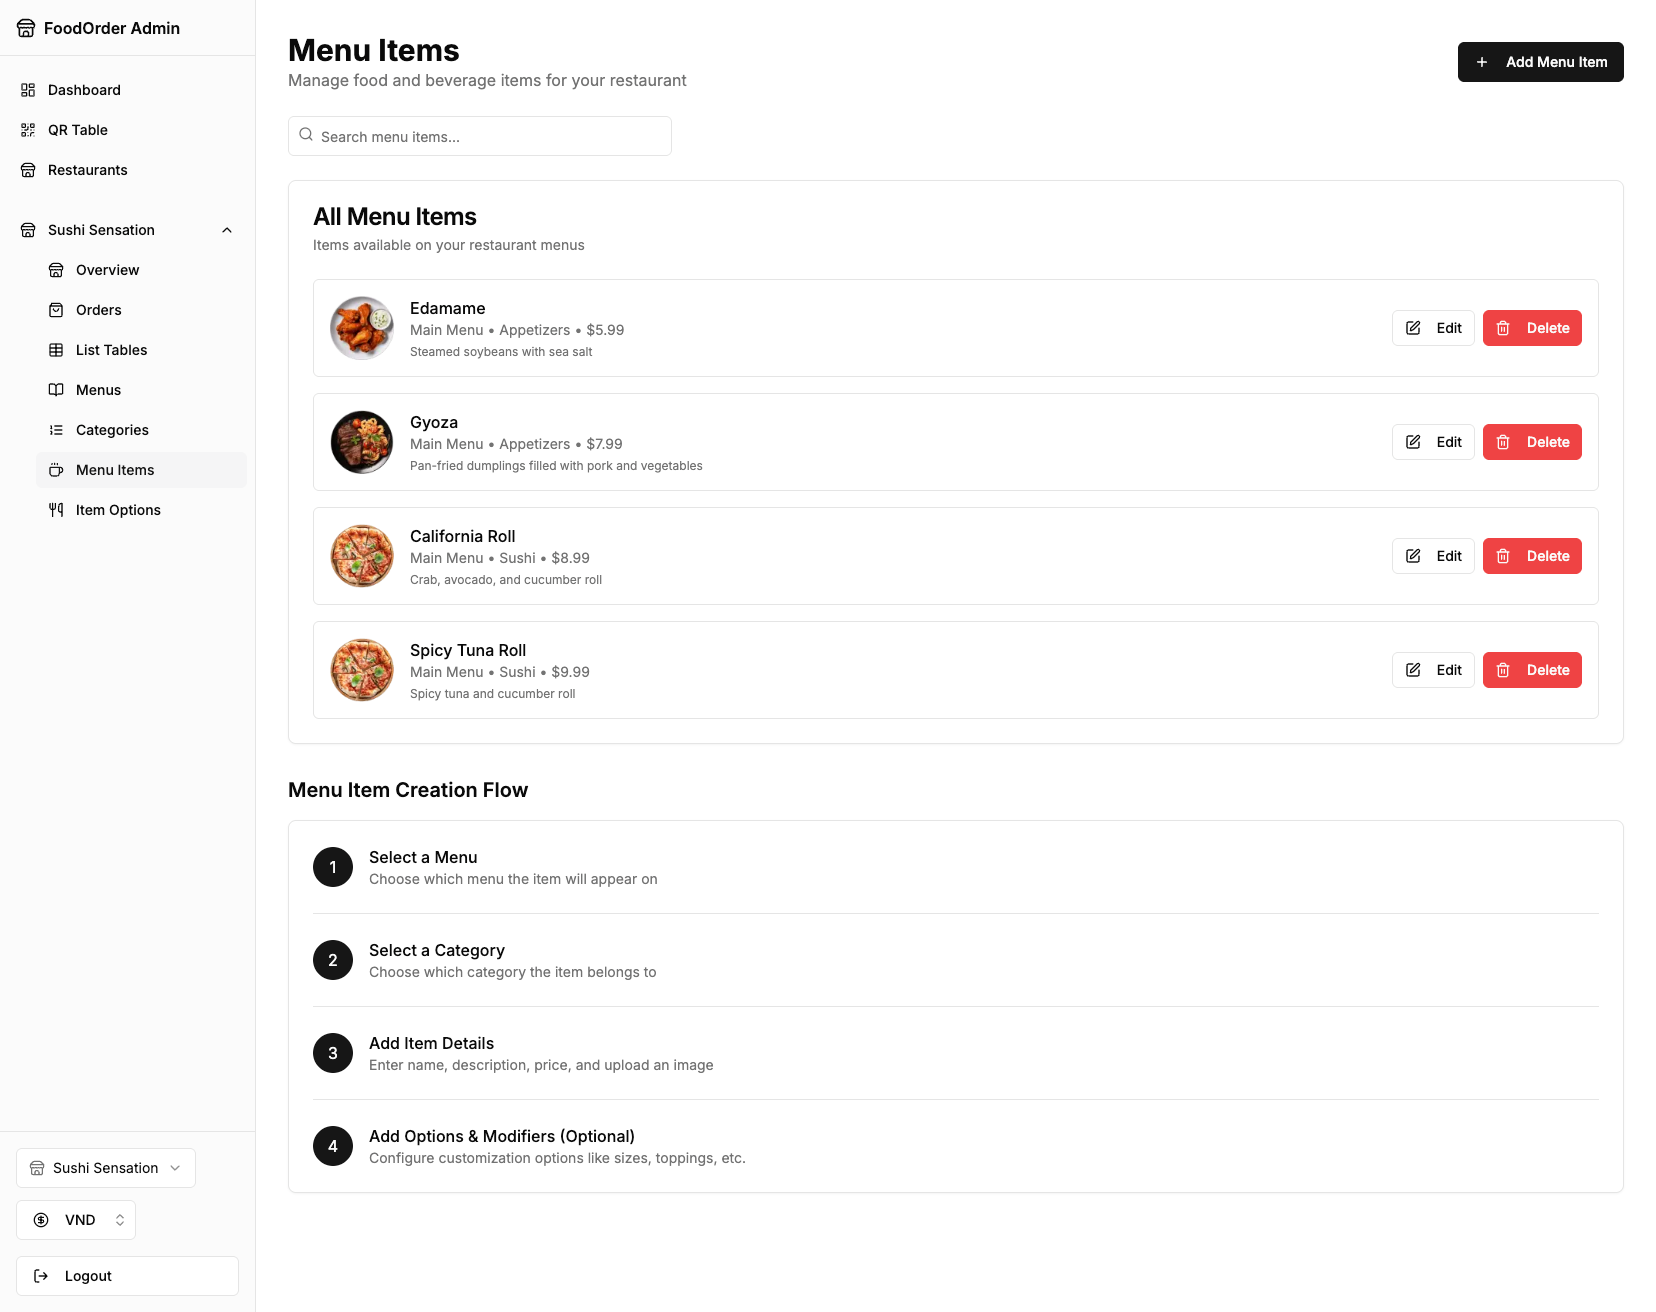 FoodOrder Admin
Dashboard
QR Table
Restaurants
Sushi Sensation
Overview
Orders
List Tables
Menus
Categories
Menu Items
Item Options
Sushi Sensation
VND
Logout
Menu Items
Manage food and beverage items for your restaurant
Add Menu Item
Search menu items...
All Menu Items
Items available on your restaurant menus
Edamame
Main Menu • Appetizers • $5.99
Steamed soybeans with sea salt
Edit
Delete
Gyoza
Main Menu • Appetizers • $7.99
Pan-fried dumplings filled with pork and vegetables
Edit
Delete
California Roll
Main Menu • Sushi • $8.99
Crab, avocado, and cucumber roll
Edit
Delete
Spicy Tuna Roll
Main Menu • Sushi • $9.99
Spicy tuna and cucumber roll
Edit
Delete
Menu Item Creation Flow
1
Select a Menu
Choose which menu the item will appear on
2
Select a Category
Choose which category the item belongs to
3
Add Item Details
Enter name, description, price, and upload an image
4
Add Options & Modifiers (Optional)
Configure customization options like sizes, toppings, etc.